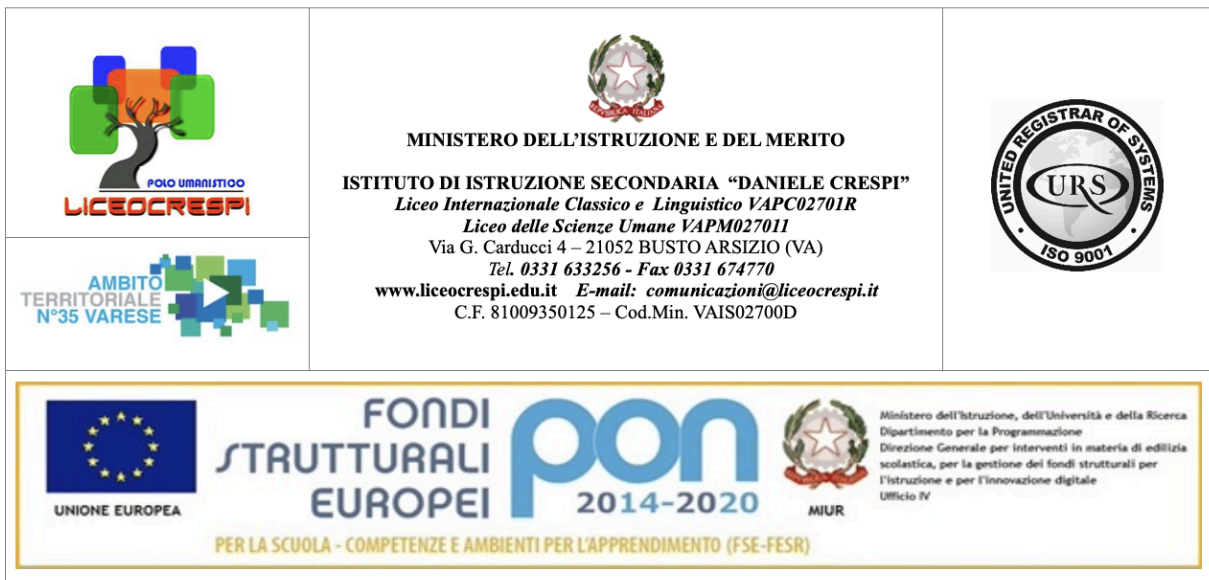 POLO UMANISTICO
LICEOCRESPI
AMBITO
TERRITORIALE
N°35 VARESE
REPVBBLICA ITALIANA
MINISTERO DELL’ISTRUZIONE E DEL MERITO
ISTITUTO DI ISTRUZIONE SECONDARIA “DANIELE CRESPI”
Liceo Internazionale Classico e Linguistico VAPC02701R
Liceo delle Scienze Umane VAPM027011
Via G. Carducci 4 – 21052 BUSTO ARSIZIO (VA)
Tel. 0331 633256 - Fax 0331 674770
www.liceocrespi.edu.it E-mail: comunicazioni@liceocrespi.it
C.F. 81009350125 – Cod.Min. VAIS02700D
UNITED REGISTRAR OF SYSTEMS
URS
ISO 9001
UNIONE EUROPEA
FONDI
STRUTTURALI
EUROPEI
pon
2014-2020
MIUR
Ministero dell'Istruzione, dell'Università e della Ricerca
Dipartimento per la Programmazione
Direzione Generale per interventi in materia di edilizia
scolastica, per la gestione dei fondi strutturali per
l'istruzione e per l'innovazione digitale
Ufficio IV
PER LA SCUOLA - COMPETENZE E AMBIENTI PER L'APPRENDIMENTO (FSE-FESR)